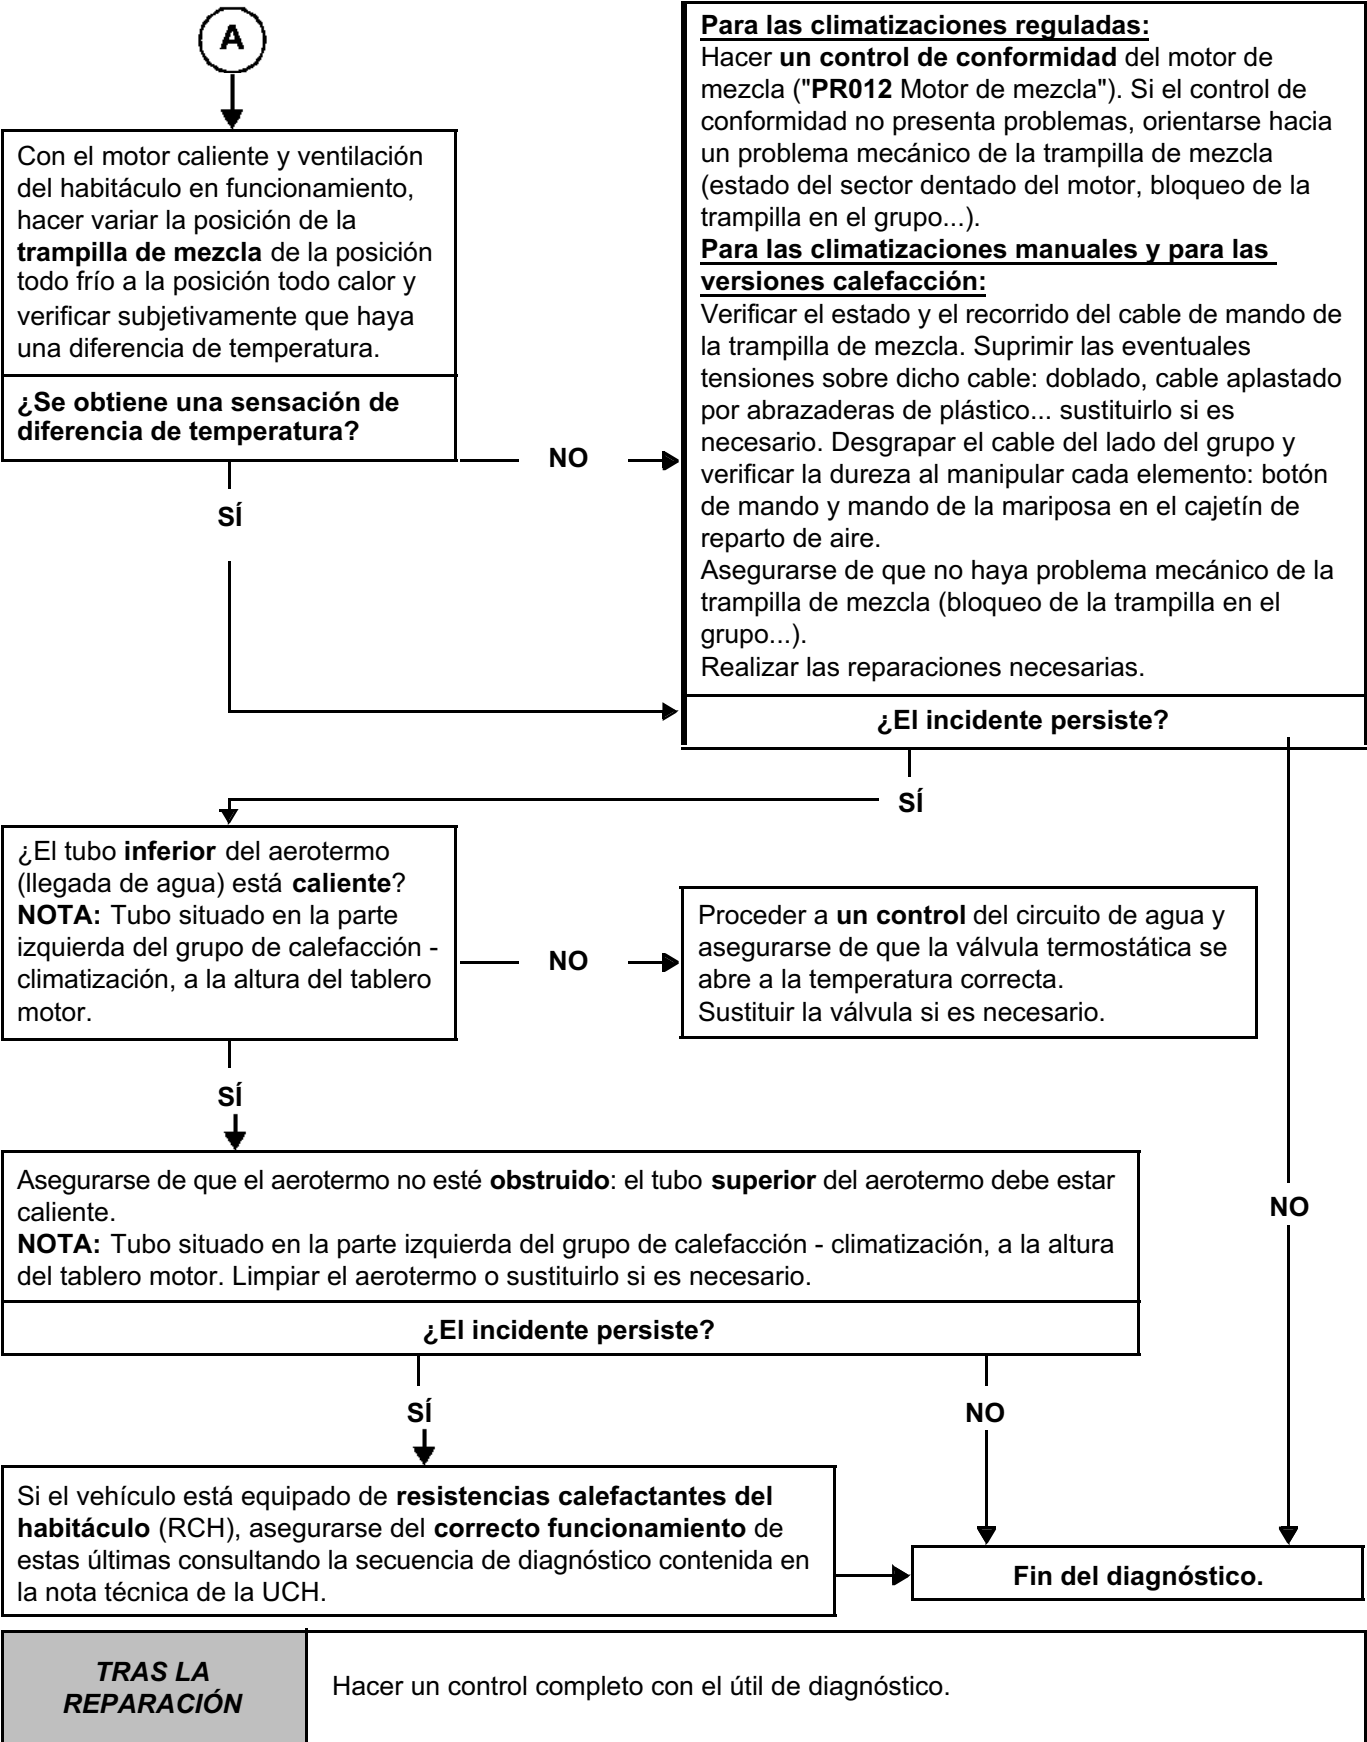 A
Con el motor caliente y ventilación
del habitáculo en funcionamiento,
hacer variar la posición de la
trampilla de mezcla de la posición
todo frío a la posición todo calor y
verificar subjetivamente que haya
una diferencia de temperatura.
¿Se obtiene una sensación de
diferencia de temperatura?
NO
SÍ
Para las climatizaciones reguladas:
Hacer un control de conformidad del motor de
mezcla ("PR012 Motor de mezcla"). Si el control de
conformidad no presenta problemas, orientarse hacia
un problema mecánico de la trampilla de mezcla
(estado del sector dentado del motor, bloqueo de la
trampilla en el grupo...).
Para las climatizaciones manuales y para las
versiones calefacción:
Verificar el estado y el recorrido del cable de mando de
la trampilla de mezcla. Suprimir las eventuales
tensiones sobre dicho cable: doblado, cable aplastado
por abrazaderas de plástico... sustituirlo si es
necesario. Desgrapar el cable del lado del grupo y
verificar la dureza al manipular cada elemento: botón
de mando y mando de la mariposa en el cajetín de
reparto de aire.
Asegurarse de que no haya problema mecánico de la
trampilla de mezcla (bloqueo de la trampilla en el
grupo...).
Realizar las reparaciones necesarias.
¿El incidente persiste?
SÍ
¿El tubo inferior del aerotermo
(llegada de agua) está caliente?
NOTA: Tubo situado en la parte
izquierda del grupo de calefacción -
climatización, a la altura del tablero
motor.
NO
Proceder a un control del circuito de agua y
asegurarse de que la válvula termostática se
abre a la temperatura correcta.
Sustituir la válvula si es necesario.
SÍ
Asegurarse de que el aerotermo no esté obstruido: el tubo superior del aerotermo debe estar
caliente.
NOTA: Tubo situado en la parte izquierda del grupo de calefacción - climatización, a la altura
del tablero motor. Limpiar el aerotermo o sustituirlo si es necesario.
¿El incidente persiste?
NO
SÍ
NO
Si el vehículo está equipado de resistencias calefactantes del
habitáculo (RCH), asegurarse del correcto funcionamiento de
estas últimas consultando la secuencia de diagnóstico contenida en
la nota técnica de la UCH.
Fin del diagnóstico.
TRAS LA
REPARACIÓN
Hacer un control completo con el útil de diagnóstico.